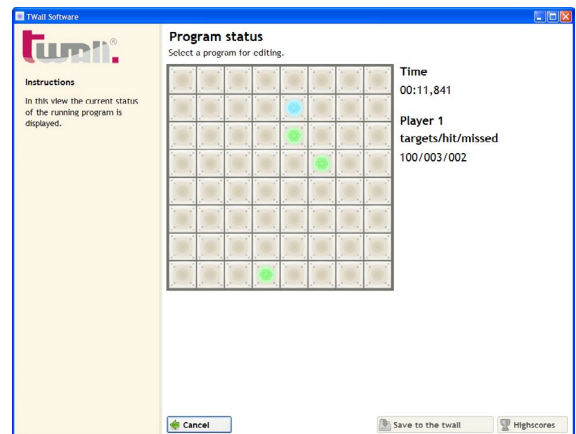 TWall Software
twall®
Instructions
In this view the current status
of the running program is
displayed.
Program status
Select a program for editing.
Time
00:11,841
Player 1
targets/hit/missed
100/003/002
Cancel
Save to the twall
Highscores